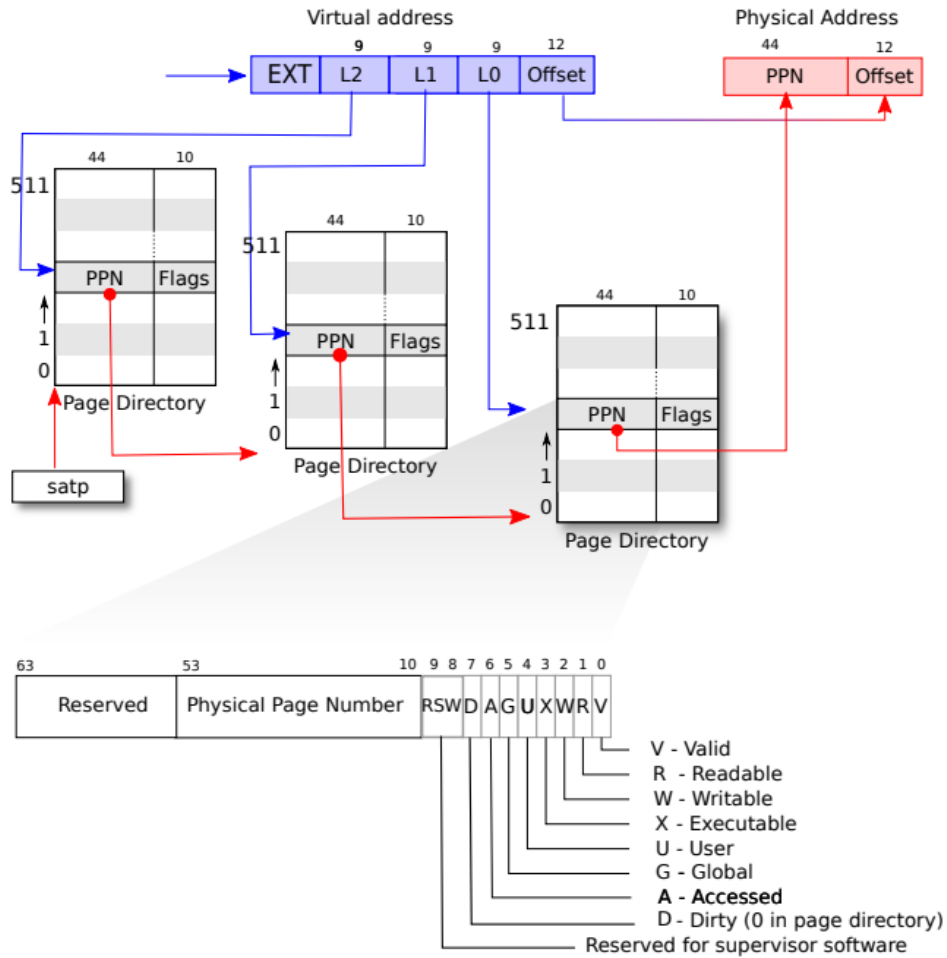 Virtual address
Physical Address
9 9 9 12
44 12
EXT L2 L1 L0 Offset
PPN Offset
44 10
511
PPN Flags
1
0
Page Directory
satp
44 10
511
PPN Flags
1
0
Page Directory
44 10
511
PPN Flags
1
0
Page Directory
63 53 10 9 8 7 6 5 4 3 2 1 0
Reserved Physical Page Number RSW D A G U X W R V
V - Valid
R - Readable
W - Writable
X - Executable
U - User
G - Global
A - Accessed
D - Dirty (0 in page directory)
Reserved for supervisor software